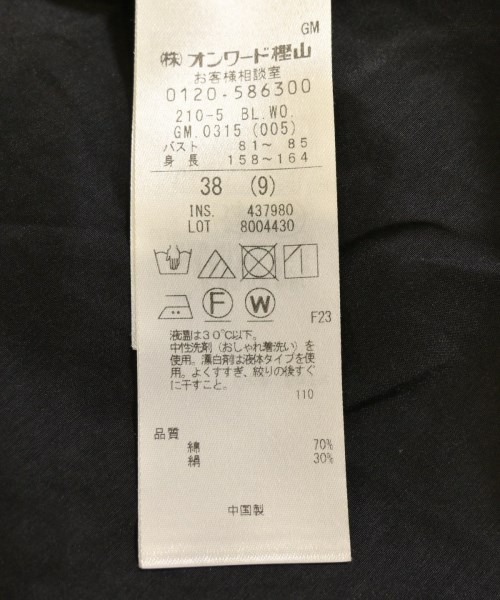 GM
(株)オンワード樫山
お客様相談室
0120-586300
210-5 BL.WO.
GM.0315 (005)
バスト 81～ 85
身 長 158～164
38 (9)
INS. 437980
LOT 8004430
F W
F23
液温は30℃以下。
中性洗剤（おしゃれ着洗い）を
使用。漂白剤は液体タイプを使
用。よくすすぎ、絞りの後すぐ
に干すこと。
110
品質
綿 70%
絹 30%
中国製